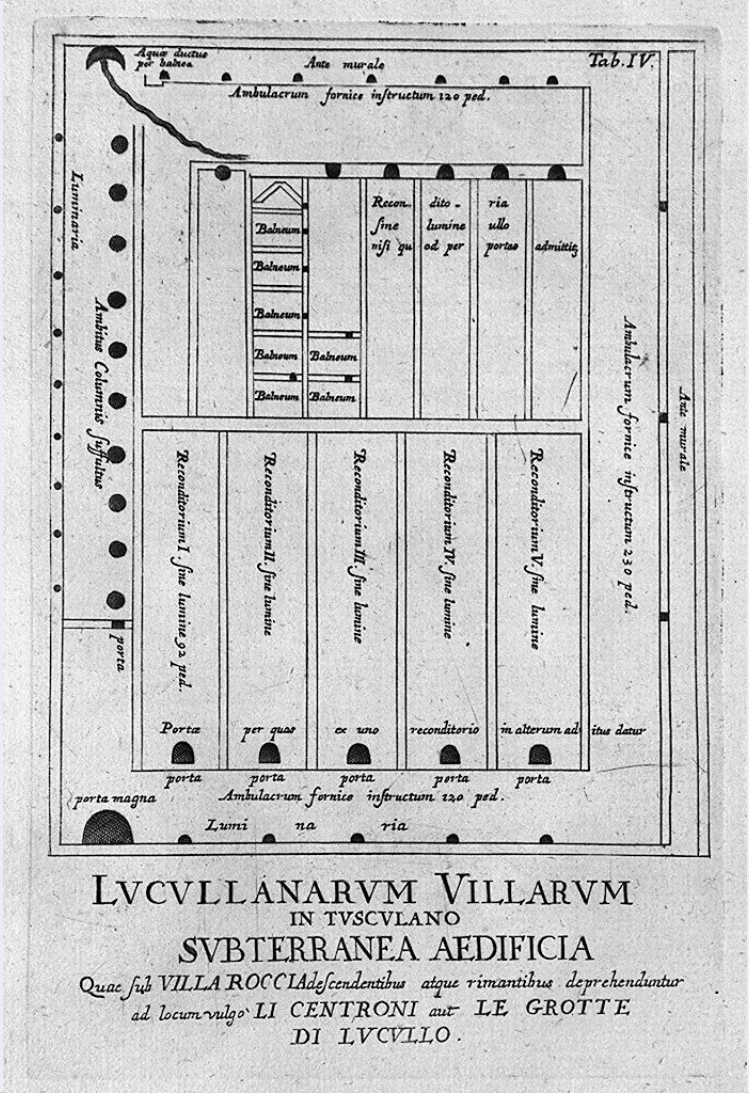 Aquæ ductus
per balnea
Ante murale
Tab. IV.
Ambulacrum fornice instructum 120 ped.
Luminaria
Ambitus Columnis suffultus
porta
Balneum
Balneum
Balneum
Balneum Balneum
Balneum Balneum
Recon- dito- ria
sine lumine ullo
nisi qu od per portas admittit
Ambulacrum fornice instructum 230 ped.
Ante murale
Reconditorium I. sine lumine 92 ped.
Reconditorium II. sine lumine
Reconditorium III. sine lumine
Reconditorium IV. sine lumine
Reconditorium V. sine lumine
Portæ per quas ex uno reconditorio in alterum ad itus datur
porta porta porta porta porta
porta magna
Ambulacrum fornice instructum 120 ped.
Lumi na ria
LVCVLLANARVM VILLARVM
IN TVSCVLANO
SVBTERRANEA AEDIFICIA
Quae sub VILLA ROCCIA descendentibus atque rimantibus deprehenduntur
ad locum vulgo LI CENTRONI aut LE GROTTE
DI LVCVLLO.